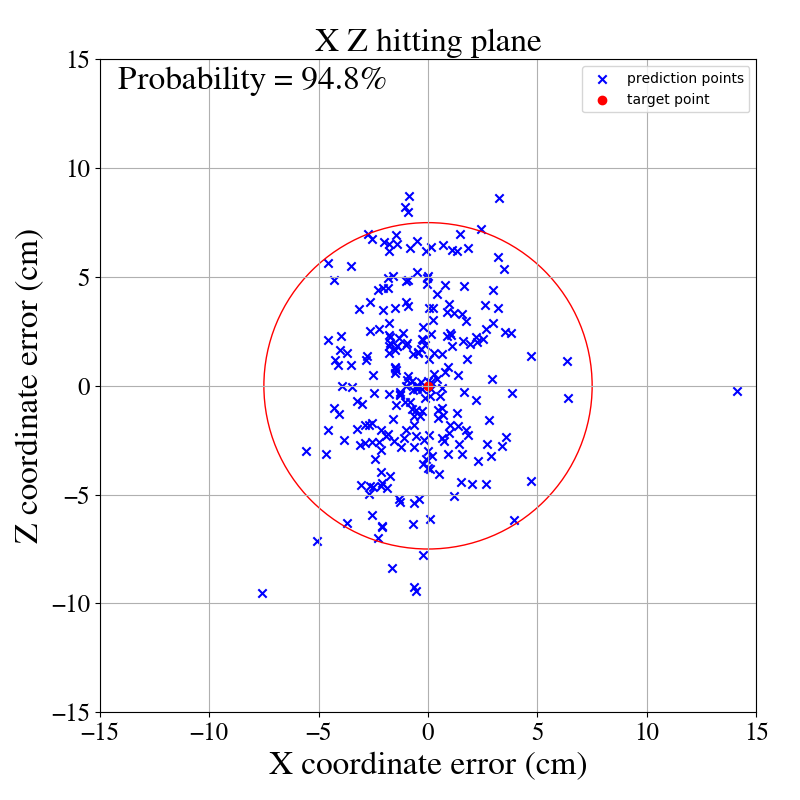 X Z hitting plane
Probability = 94.8%
prediction points
target point
Z coordinate error (cm)
15
10
5
0
−5
−10
−15
−15
−10
−5
0
5
10
15
X coordinate error (cm)